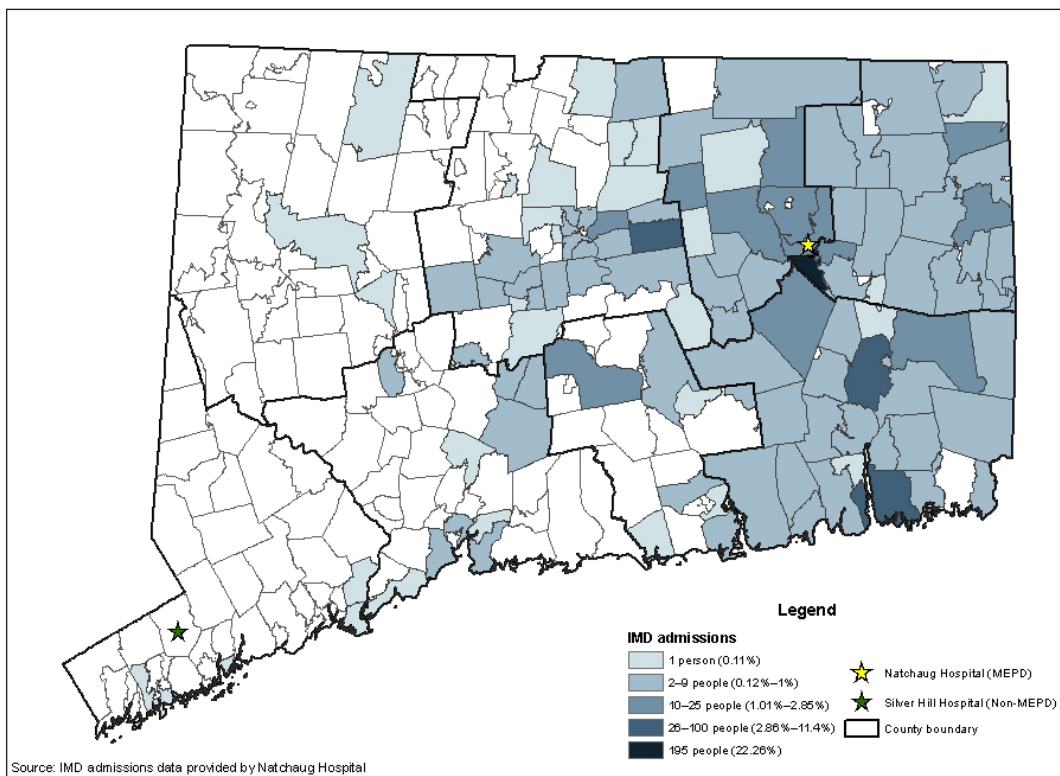 Legend
IMD admissions
1 person (0.11%)
2–9 people (0.12%–1%)
10–25 people (1.01%–2.85%)
26–100 people (2.86%–11.4%)
195 people (22.26%)
Natchaug Hospital (MEPD)
Silver Hill Hospital (Non-MEPD)
County boundary
Source: IMD admissions data provided by Natchaug Hospital